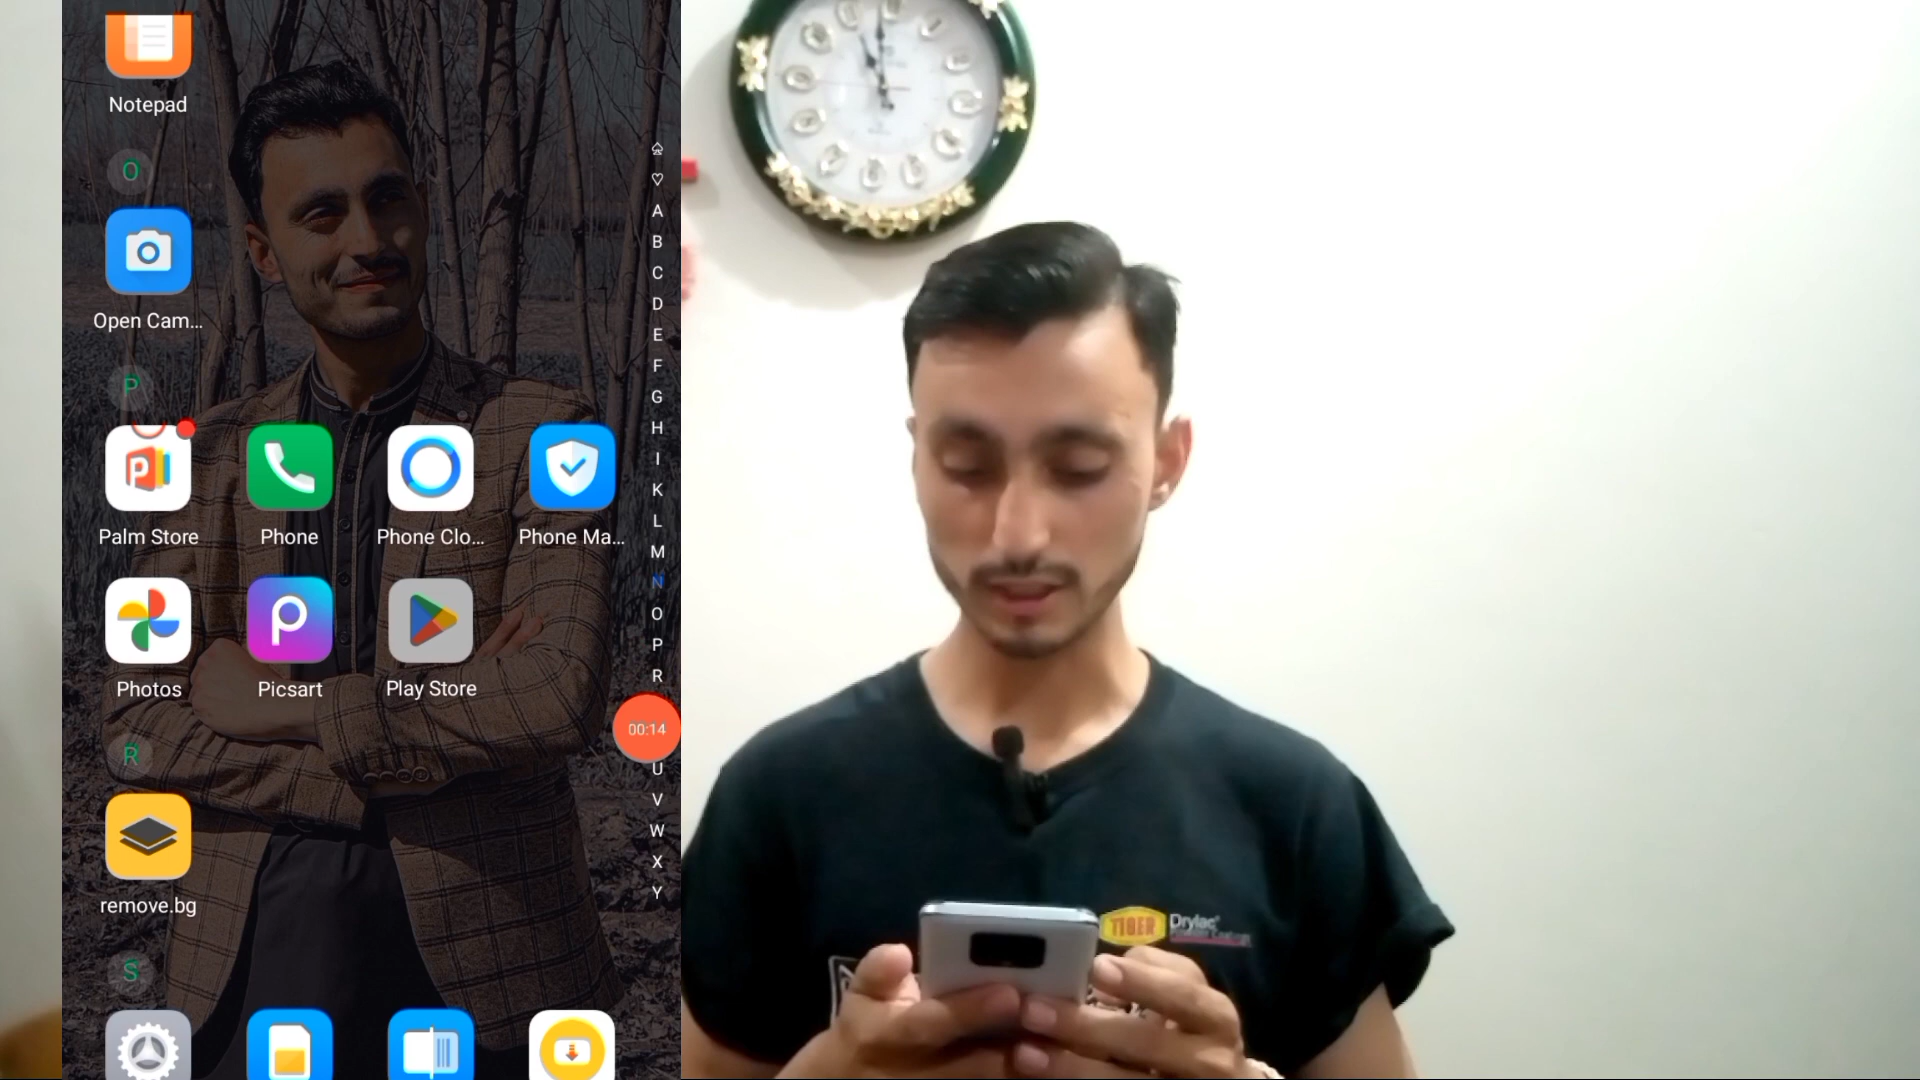 Notepad
O
Open Cam...
P
Palm Store
Phone
Phone Clo...
Phone Ma...
Photos
Picsart
Play Store
R
remove.bg
S
A
B
C
D
E
F
G
H
I
K
L
M
N
O
P
R
00:14
U
V
W
X
Y
TIGER
Drylac